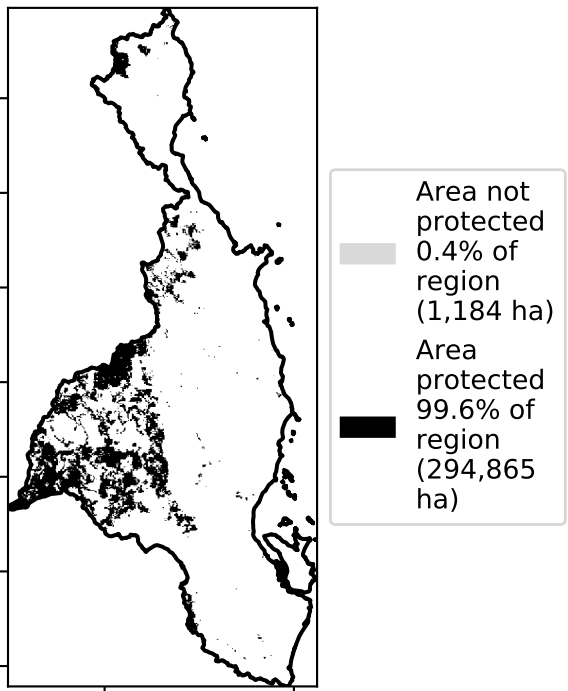 Area not
protected
0.4% of
region
(1,184 ha)
Area
protected
99.6% of
region
(294,865
ha)